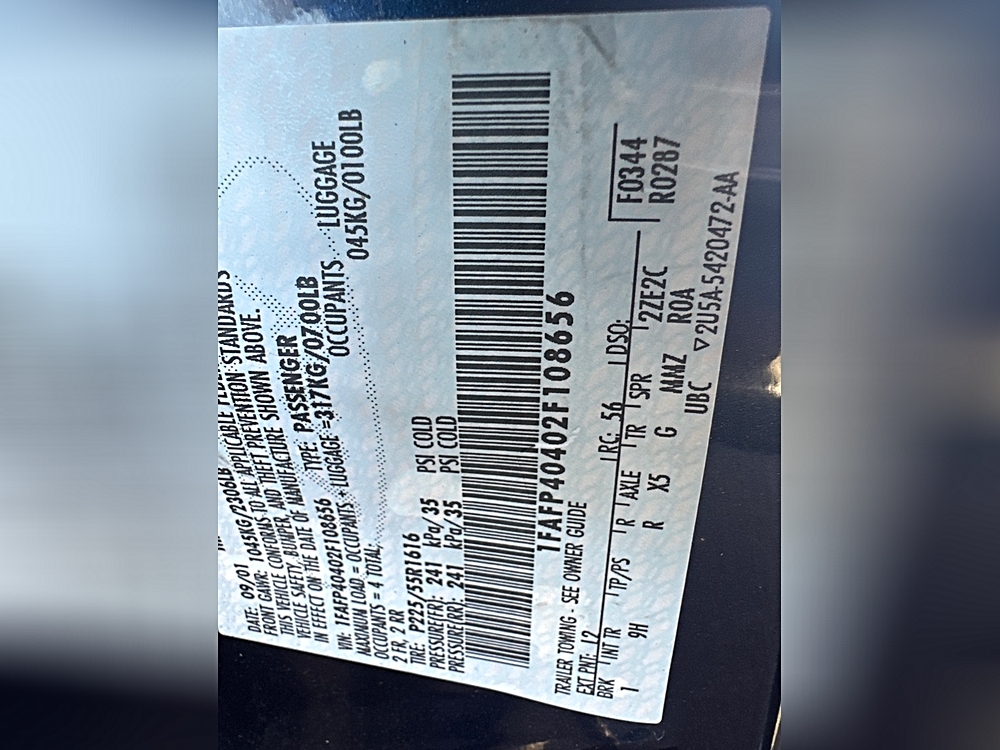 DATE: 09/01
FRONT GAWR: 1045KG/2306LB
THIS VEHICLE CONFORMS TO ALL APPLICABLE STANDARDS
VEHICLE SAFETY, BUMPER, AND THEFT PREVENTION STANDARDS
IN EFFECT ON THE DATE OF MANUFACTURE SHOWN ABOVE.
VIN: 1FAFP40402F108656 TYPE: PASSENGER
MAXIMUM LOAD = OCCUPANTS + LUGGAGE =317KG/0700LB
OCCUPANTS = 4 TOTAL: OCCUPANTS LUGGAGE
2 FR, 2 RR 045KG/0100LB
TIRE: P225/55R1616
PRESSURE(FR): 241 kPa/35 PSI COLD
PRESSURE(RR): 241 kPa/35 PSI COLD
1FAFP40402F108656
TRAILER TOWING - SEE OWNER GUIDE
EXT PNT: 12 RC: 56 DSO: F0344
BRK INT TR TP/PS R AXLE TR SPR 2ZE2C R0287
1 9H R X5 G MMZ ROA
UBC ▽2U5A-5420472-AA